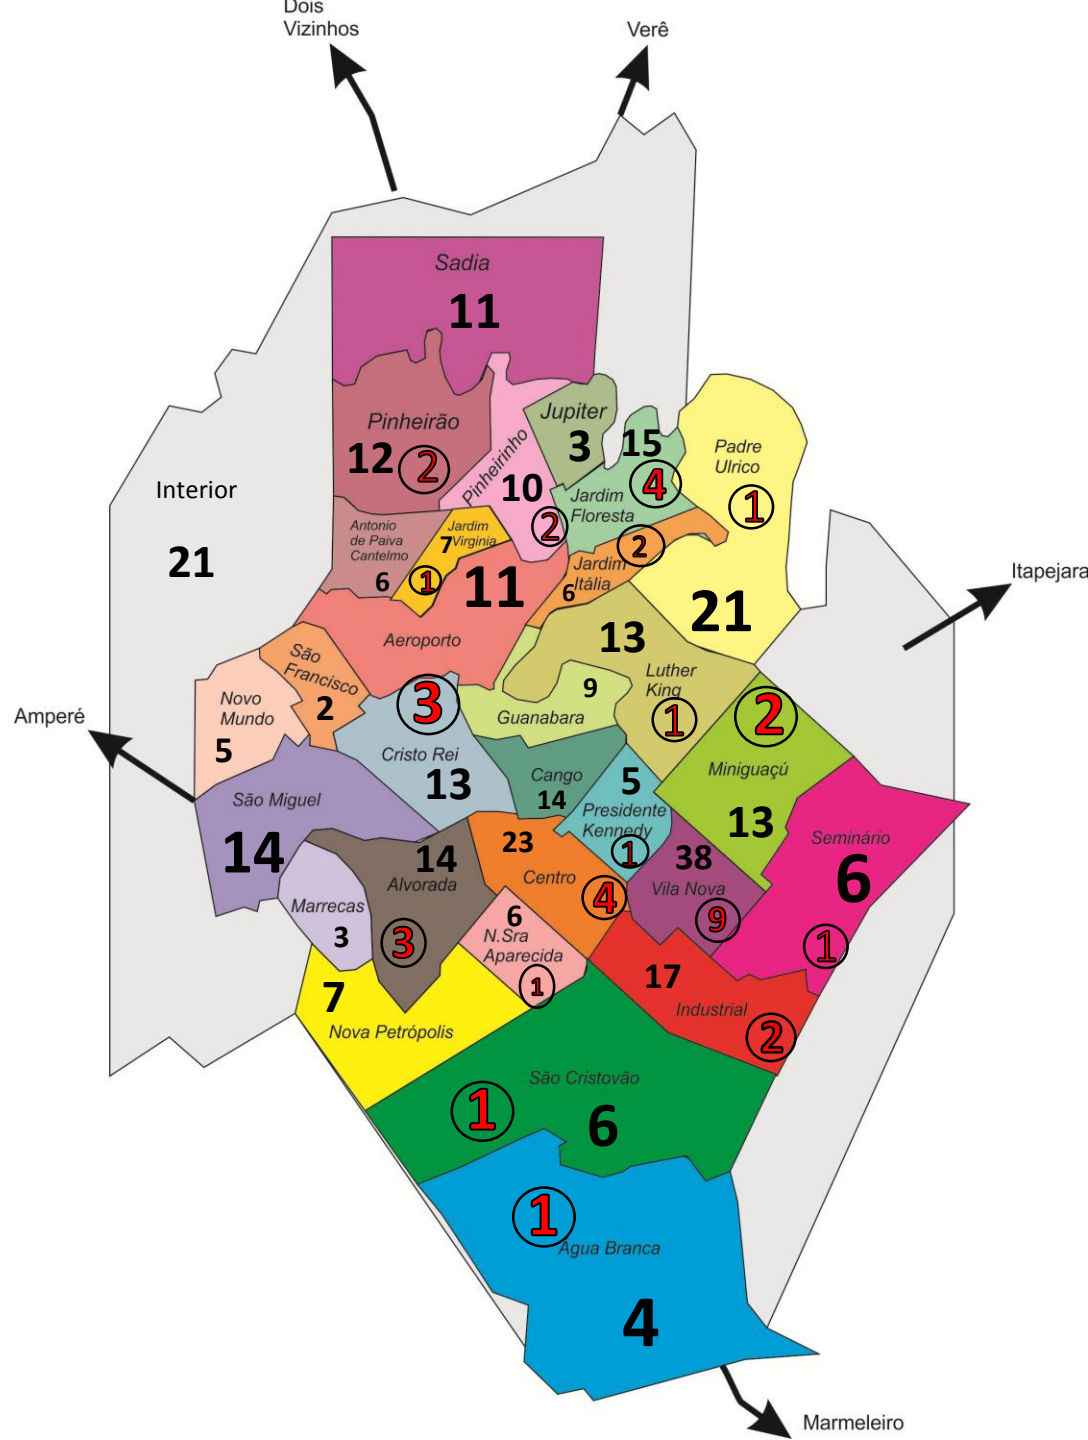 Dois
Vizinhos
Verê
Sadia
11
Pinheirão
12
2
Pinheirinho
10
2
Jupiter
3
15
4
Jardim
Floresta
Padre
Ulrico
1
21
Interior
21
Antonio
de Paiva
Cantelmo
6
Jardim
Virginia
7
1
11
Aeroporto
2
Jardim
Itália
6
Itapejara
13
Luther
King
1
São
Francisco
2
Novo
Mundo
5
Amperé
3
Cristo Rei
13
9
Guanabara
2
Miniguaçú
13
Cango
14
5
Presidente
Kennedy
1
São Miguel
14
Seminário
6
1
14
Alvorada
3
23
Centro
4
38
Vila Nova
9
Marrecas
3
6
N.Sra
Aparecida
1
17
Industrial
2
7
Nova Petrópolis
São Cristovão
1
6
1
Agua Branca
4
Marmeleiro